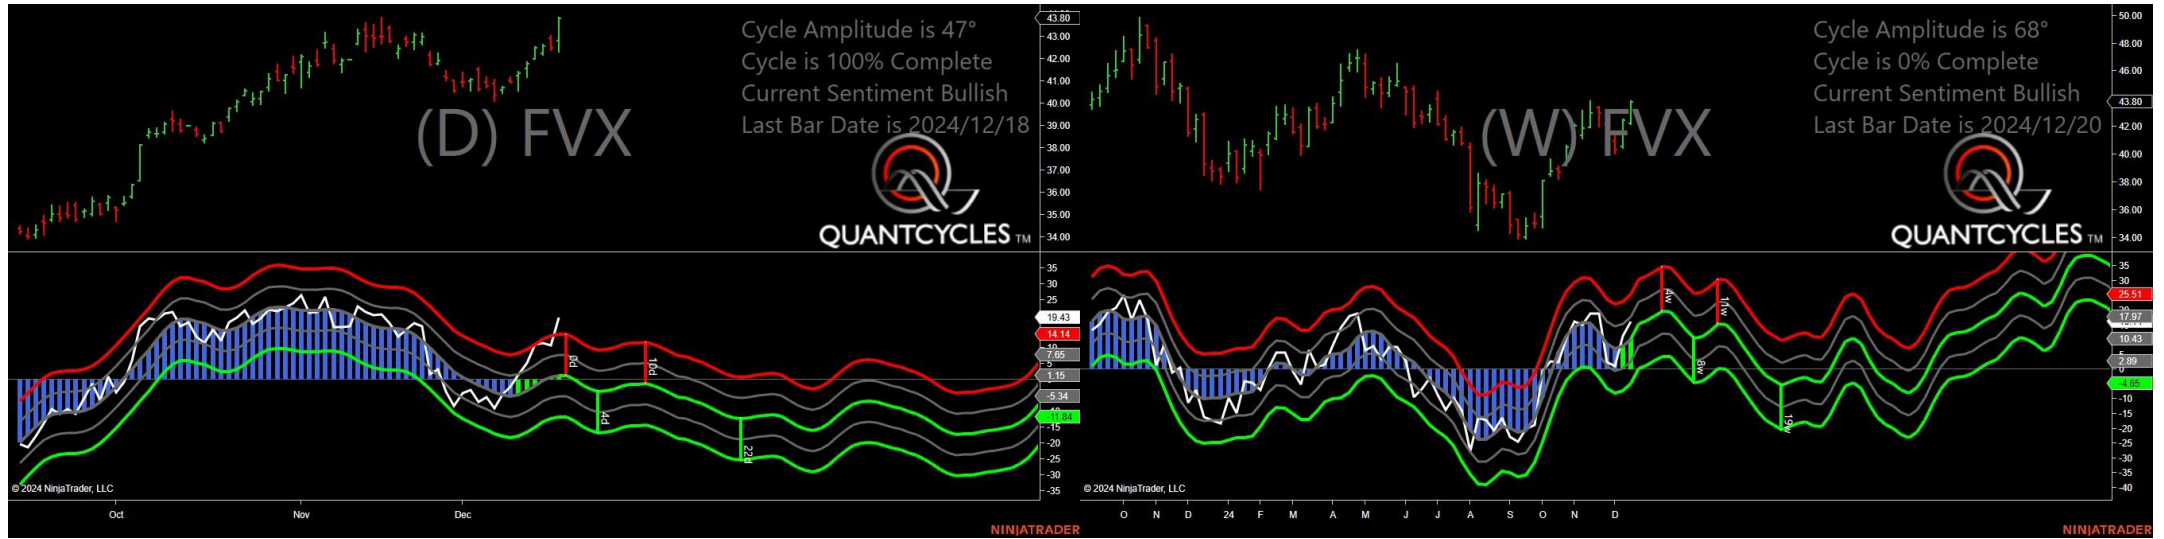 Cycle Amplitude is 47°
Cycle is 100% Complete
Current Sentiment Bullish
Last Bar Date is 2024/12/18
(D) FVX
QUANTCYCLES TM
43.80
43.00
42.00
41.00
40.00
39.00
38.00
37.00
36.00
35.00
34.00
35
30
25
19.43
14.14
10
7.65
1.15
-5.34
-11.84
-15
-20
-25
-30
-35
0d
10d
4d
22d
© 2024 NinjaTrader, LLC
Oct
Nov
Dec
NINJATRADER
Cycle Amplitude is 68°
Cycle is 0% Complete
Current Sentiment Bullish
Last Bar Date is 2024/12/20
(W) FVX
QUANTCYCLES TM
50.00
48.00
46.00
43.80
42.00
40.00
38.00
36.00
34.00
35
30
25.51
17.97
10.43
2.89
-4.65
-10
-15
-20
-25
-30
-35
-40
4w
11w
8w
19w
© 2024 NinjaTrader, LLC
O N D 24 F M A M J J A S O N D
NINJATRADER